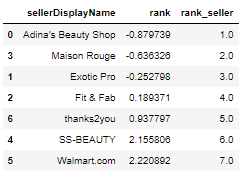 sellerDisplayName rank rank_seller
0 Adina's Beauty Shop -0.879739 1.0
3 Maison Rouge -0.636326 2.0
1 Exotic Pro -0.252798 3.0
2 Fit & Fab 0.189371 4.0
6 thanks2you 0.937797 5.0
4 SS-BEAUTY 2.155806 6.0
5 Walmart.com 2.220892 7.0